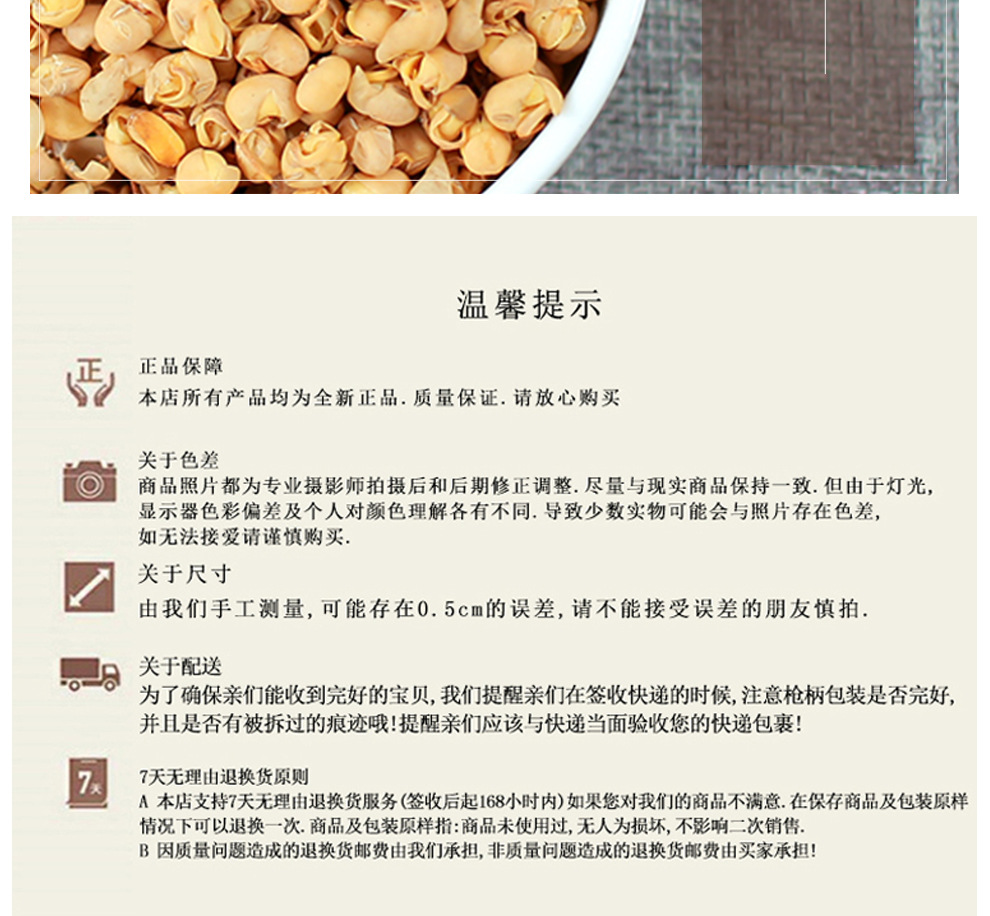 温馨提示
正
正品保障
本店所有产品均为全新正品.质量保证.请放心购买
关于色差
商品照片都为专业摄影师拍摄后和后期修正调整.尽量与现实商品保持一致.但由于灯光,
显示器色彩偏差及个人对颜色理解各有不同.导致少数实物可能会与照片存在色差,
如无法接爱请谨慎购买.
关于尺寸
由我们手工测量,可能存在0.5cm的误差,请不能接受误差的朋友慎拍.
关于配送
为了确保亲们能收到完好的宝贝,我们提醒亲们在签收快递的时候,注意枪柄包装是否完好,
并且是否有被拆过的痕迹哦!提醒亲们应该与快递当面验收您的快递包裹!
7天
7天无理由退换货原则
A 本店支持7天无理由退换货服务(签收后起168小时内)如果您对我们的商品不满意.在保存商品及包装原样
情况下可以退换一次.商品及包装原样指:商品未使用过,无人为损坏,不影响二次销售.
B 因质量问题造成的退换货邮费由我们承担,非质量问题造成的退换货邮费由买家承担!